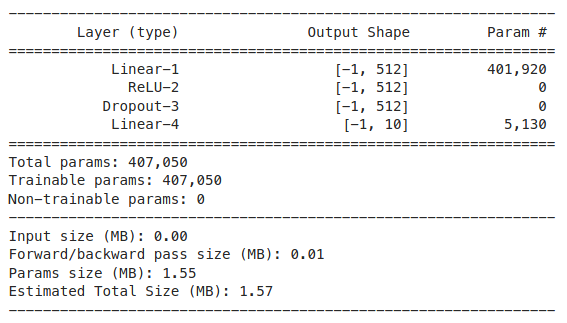 ----------------------------------------------------------------
        Layer (type)               Output Shape         Param #
================================================================
            Linear-1                  [-1, 512]         401,920
              ReLU-2                  [-1, 512]               0
           Dropout-3                  [-1, 512]               0
            Linear-4                   [-1, 10]           5,130
================================================================
Total params: 407,050
Trainable params: 407,050
Non-trainable params: 0
----------------------------------------------------------------
Input size (MB): 0.00
Forward/backward pass size (MB): 0.01
Params size (MB): 1.55
Estimated Total Size (MB): 1.57
----------------------------------------------------------------